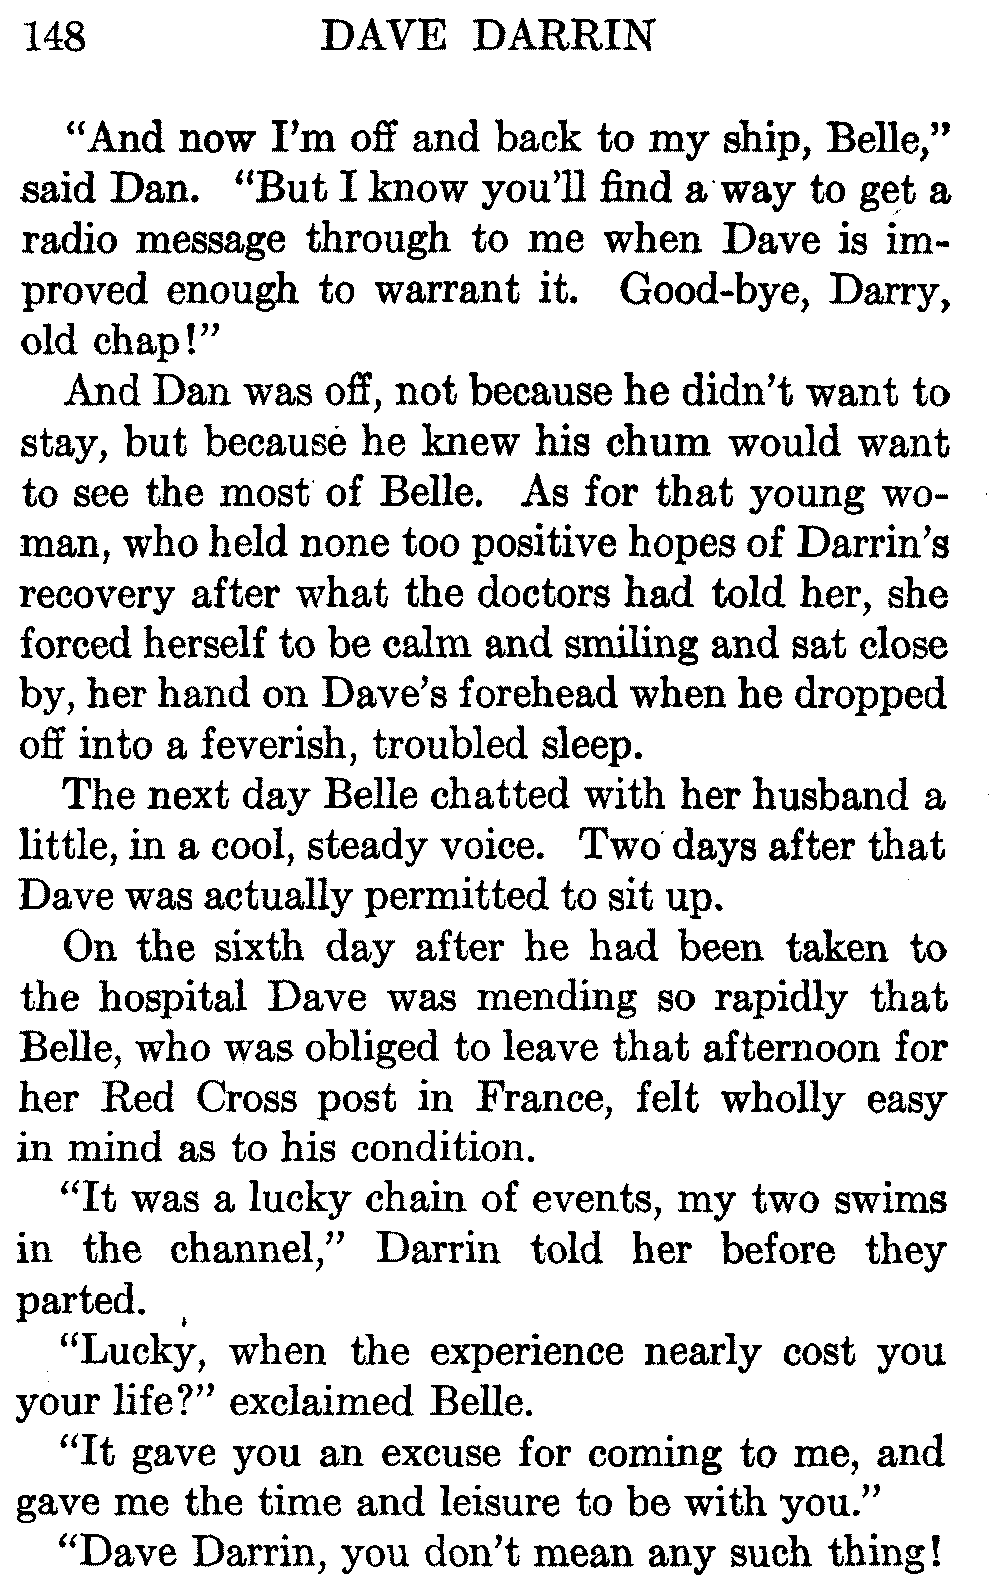 148 DAVE DARRIN
“And now I’m off and back to my ship, Belle,”
said Dan. “But I know you’ll find a way to get a
radio message through to me when Dave is im-
proved enough to warrant it. Good-bye, Darry,
old chap!”
And Dan was off, not because he didn’t want to
stay, but because he knew his chum would want
to see the most of Belle. As for that young wo-
man, who held none too positive hopes of Darrin’s
recovery after what the doctors had told her, she
forced herself to be calm and smiling and sat close
by, her hand on Dave’s forehead when he dropped
off into a feverish, troubled sleep.
The next day Belle chatted with her husband a
little, in a cool, steady voice. Two days after that
Dave was actually permitted to sit up.
On the sixth day after he had been taken to
the hospital Dave was mending so rapidly that
Belle, who was obliged to leave that afternoon for
her Red Cross post in France, felt wholly easy
in mind as to his condition.
“It was a lucky chain of events, my two swims
in the channel,” Darrin told her before they
parted.
“Lucky, when the experience nearly cost you
your life?” exclaimed Belle.
“It gave you an excuse for coming to me, and
gave me the time and leisure to be with you.”
“Dave Darrin, you don’t mean any such thing!